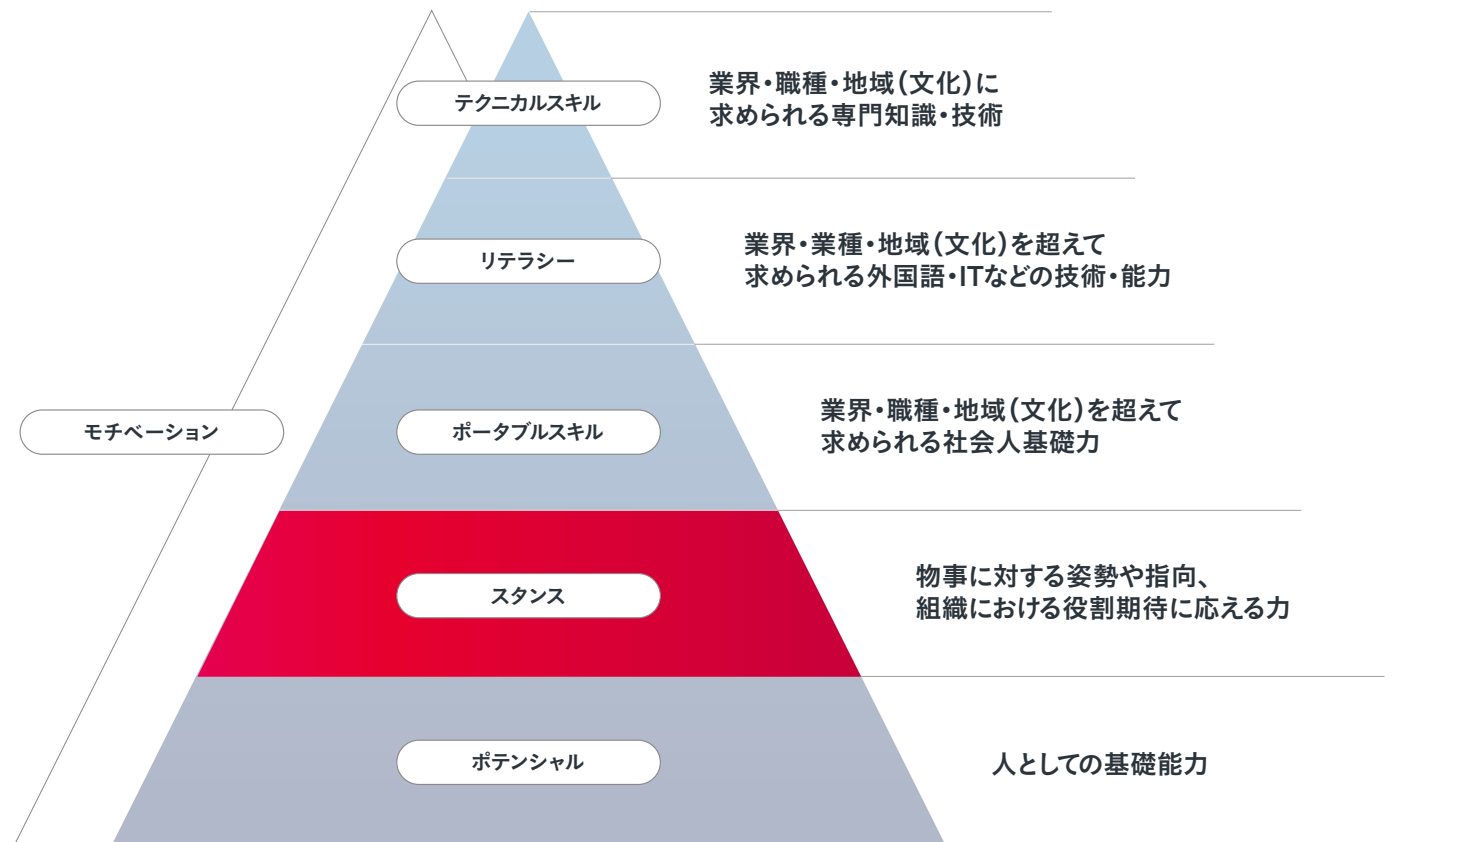 テクニカルスキル
業界・職種・地域(文化)に
求められる専門知識・技術
リテラシー
業界・業種・地域(文化)を超えて
求められる外国語・ITなどの技術・能力
モチベーション
ポータブルスキル
業界・職種・地域(文化)を超えて
求められる社会人基礎力
スタンス
物事に対する姿勢や指向、
組織における役割期待に応える力
ポテンシャル
人としての基礎能力